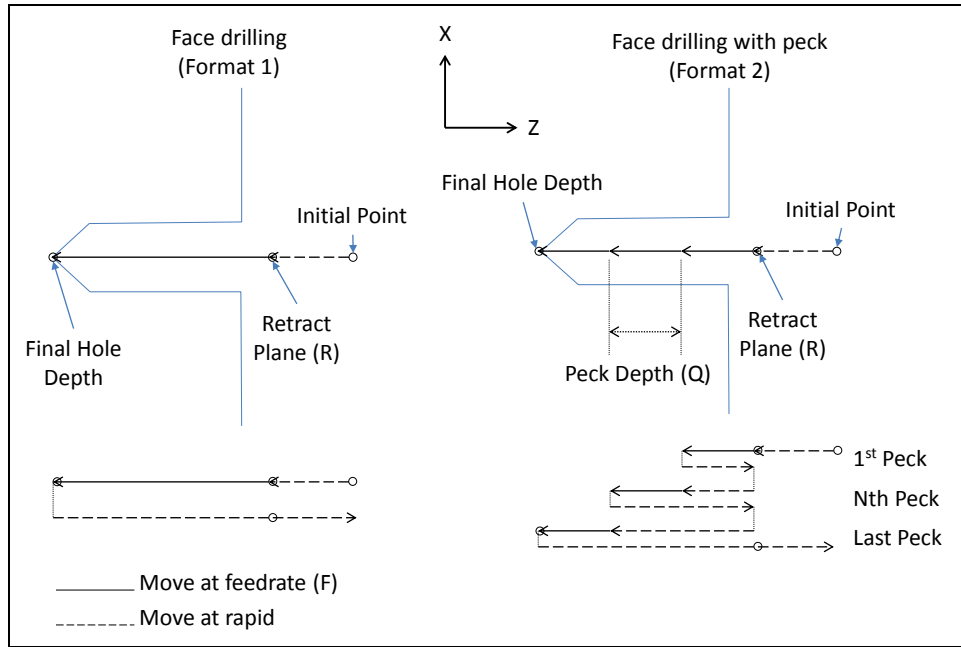 Face drilling
(Format 1)
X
Z
Face drilling with peck
(Format 2)
Initial Point
Final Hole Depth
Initial Point
Retract
Plane (R)
Final Hole
Depth
Retract
Plane (R)
Peck Depth (Q)
1st Peck
Nth Peck
Last Peck
Move at feedrate (F)
Move at rapid